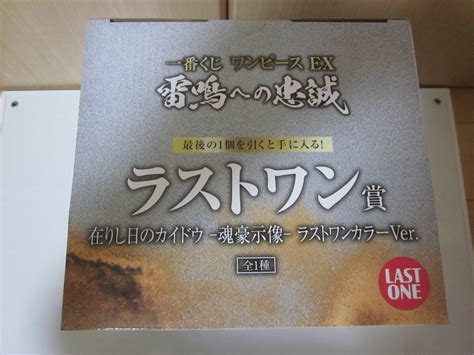 一番くじ ワンピース EX
雷鳴への忠誠
最後の1個を引くと手に入る!
ラストワン賞
在りし日のカイドウ -魂豪示像- ラストワンカラーVer.
全1種
LAST
ONE